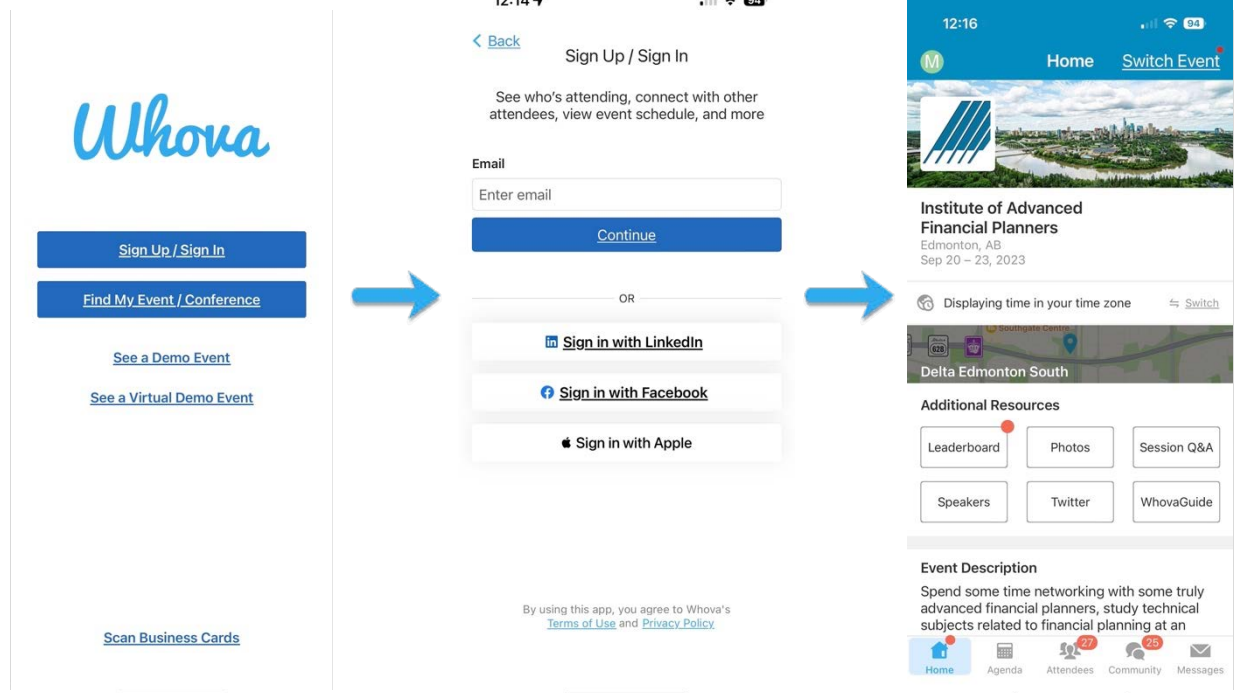 Whova
Sign Up / Sign In
Find My Event / Conference
See a Demo Event
See a Virtual Demo Event
Scan Business Cards
12:14
94
Back
Sign Up / Sign In
See who's attending, connect with other
attendees, view event schedule, and more
Email
Enter email
Continue
OR
Sign in with LinkedIn
Sign in with Facebook
Sign in with Apple
By using this app, you agree to Whova's
Terms of Use and Privacy Policy
12:16
94
M
Home
Switch Event
Institute of Advanced
Financial Planners
Edmonton, AB
Sep 20 – 23, 2023
Displaying time in your time zone
Switch
Southgate Centre
628
Delta Edmonton South
Additional Resources
Leaderboard
Photos
Session Q&A
Speakers
Twitter
WhovaGuide
Event Description
Spend some time networking with some truly
advanced financial planners, study technical
subjects related to financial planning at an
27
25
Home
Agenda
Attendees
Community
Messages